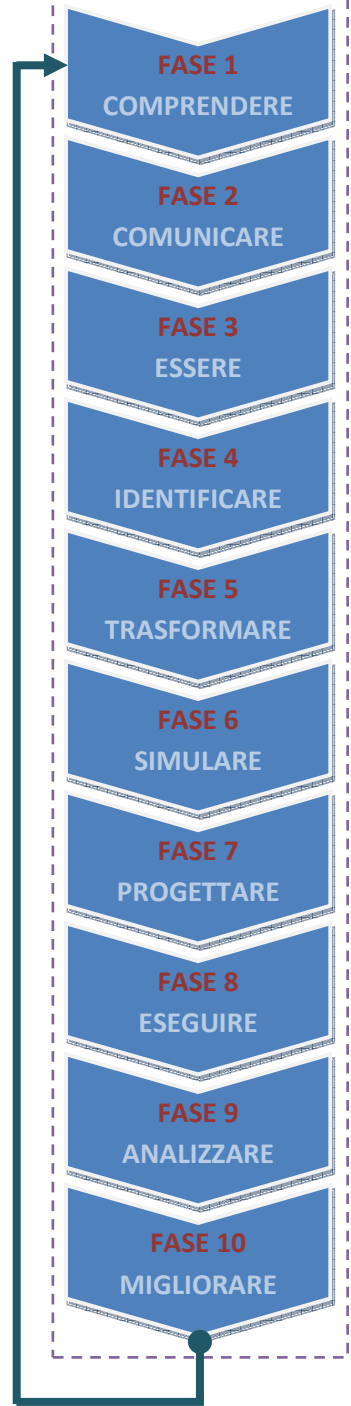 FASE 1
COMPRENDERE
FASE 2
COMUNICARE
FASE 3
ESSERE
FASE 4
IDENTIFICARE
FASE 5
TRASFORMARE
FASE 6
SIMULARE
FASE 7
PROGETTARE
FASE 8
ESEGUIRE
FASE 9
ANALIZZARE
FASE 10
MIGLIORARE